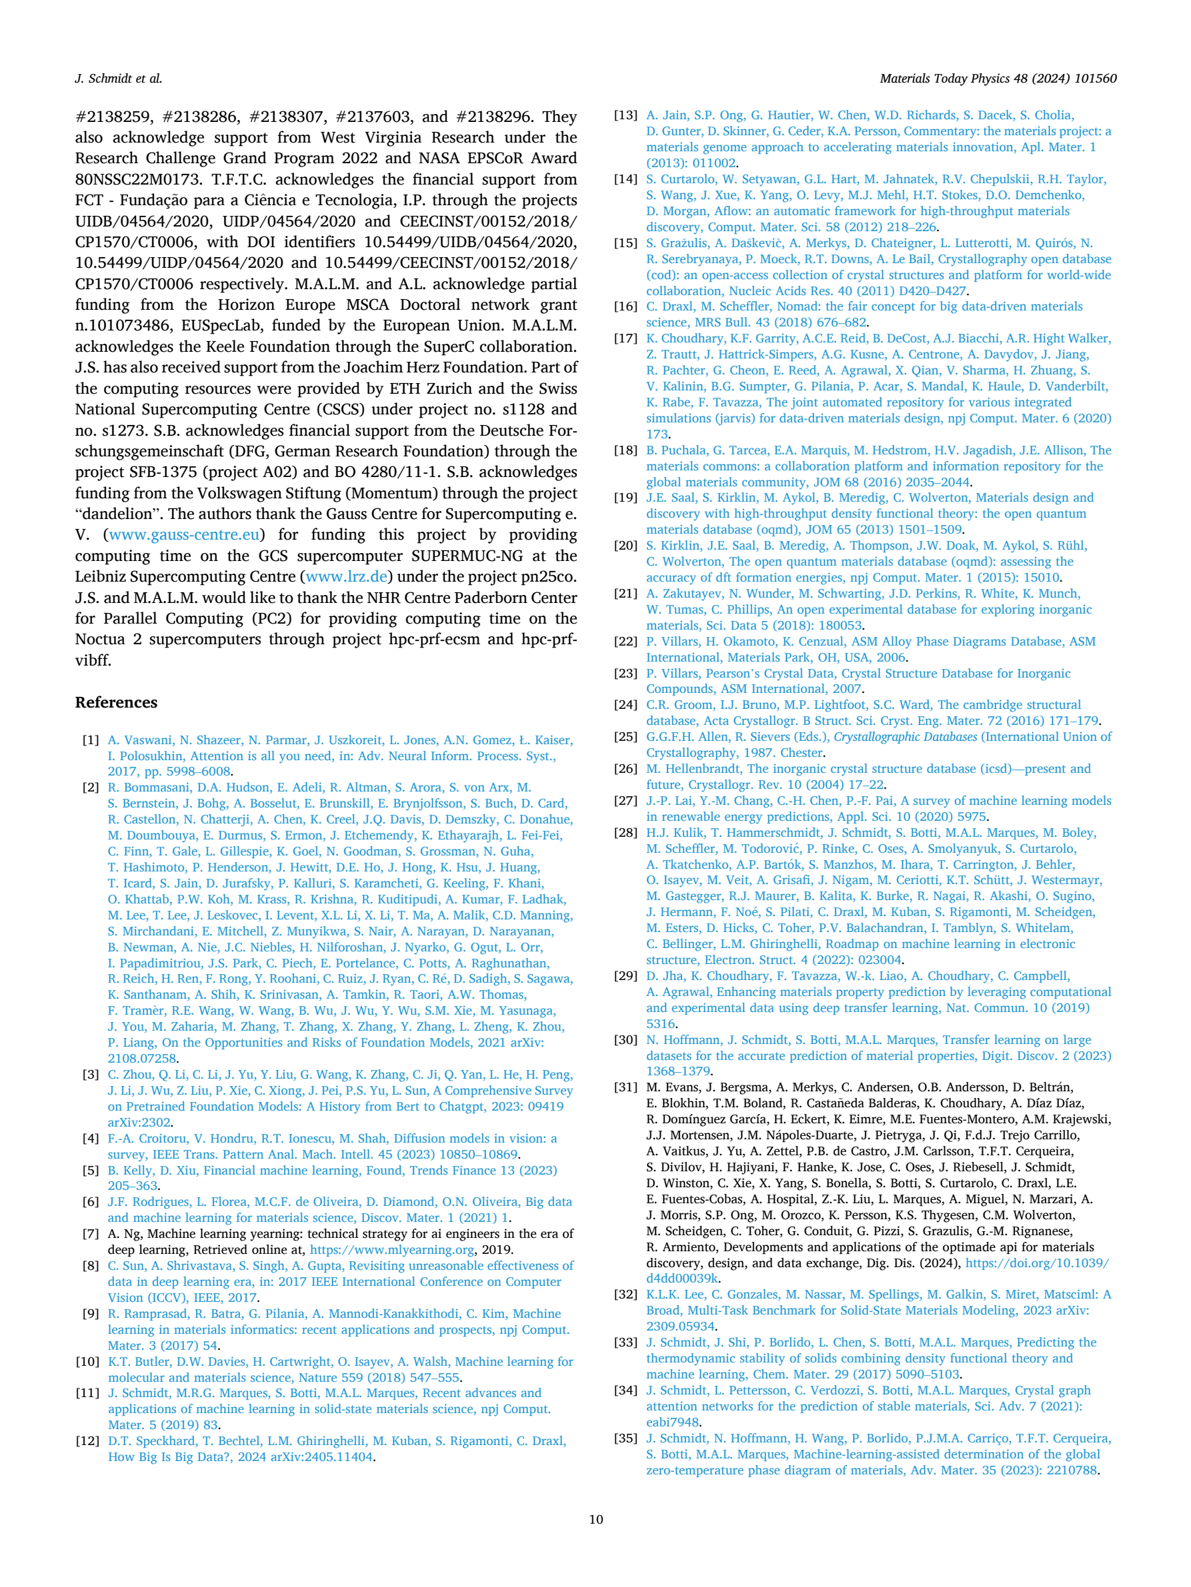 J. Schmidt et al.
Materials Today Physics 48 (2024) 101560
#2138259, #2138286, #2138307, #2137603, and #2138296. They
also acknowledge support from West Virginia Research under the
Research Challenge Grand Program 2022 and NASA EPSCoR Award
80NSSC22M0173. T.F.T.C. acknowledges the financial support from
FCT - Fundação para a Ciência e Tecnologia, I.P. through the projects
UIDB/04564/2020, UIDP/04564/2020 and CEECINST/00152/2018/
CP1570/CT0006, with DOI identifiers 10.54499/UIDB/04564/2020,
10.54499/UIDP/04564/2020 and 10.54499/CEECINST/00152/2018/
CP1570/CT0006 respectively. M.A.L.M. and A.L. acknowledge partial
funding from the Horizon Europe MSCA Doctoral network grant
n.101073486, EUSpecLab, funded by the European Union. M.A.L.M.
acknowledges the Keele Foundation through the SuperC collaboration.
J.S. has also received support from the Joachim Herz Foundation. Part of
the computing resources were provided by ETH Zurich and the Swiss
National Supercomputing Centre (CSCS) under project no. s1128 and
no. s1273. S.B. acknowledges financial support from the Deutsche For-
schungsgemeinschaft (DFG, German Research Foundation) through the
project SFB-1375 (project A02) and BO 4280/11-1. S.B. acknowledges
funding from the Volkswagen Stiftung (Momentum) through the project
“dandelion”. The authors thank the Gauss Centre for Supercomputing e.
V. (www.gauss-centre.eu) for funding this project by providing
computing time on the GCS supercomputer SUPERMUC-NG at the
Leibniz Supercomputing Centre (www.lrz.de) under the project pn25co.
J.S. and M.A.L.M. would like to thank the NHR Centre Paderborn Center
for Parallel Computing (PC2) for providing computing time on the
Noctua 2 supercomputers through project hpc-prf-ecsm and hpc-prf-
vibff.
References
[1] A. Vaswani, N. Shazeer, N. Parmar, J. Uszkoreit, L. Jones, A.N. Gomez, Ł. Kaiser,
I. Polosukhin, Attention is all you need, in: Adv. Neural Inform. Process. Syst.,
2017, pp. 5998–6008.
[2] R. Bommasani, D.A. Hudson, E. Adeli, R. Altman, S. Arora, S. von Arx, M.
S. Bernstein, J. Bohg, A. Bosselut, E. Brunskill, E. Brynjolfsson, S. Buch, D. Card,
R. Castellon, N. Chatterji, A. Chen, K. Creel, J.Q. Davis, D. Demszky, C. Donahue,
M. Doumbouya, E. Durmus, S. Ermon, J. Etchemendy, K. Ethayarajh, L. Fei-Fei,
C. Finn, T. Gale, L. Gillespie, K. Goel, N. Goodman, S. Grossman, N. Guha,
T. Hashimoto, P. Henderson, J. Hewitt, D.E. Ho, J. Hong, K. Hsu, J. Huang,
T. Icard, S. Jain, D. Jurafsky, P. Kalluri, S. Karamcheti, G. Keeling, F. Khani,
O. Khattab, P.W. Koh, M. Krass, R. Krishna, R. Kuditipudi, A. Kumar, F. Ladhak,
M. Lee, T. Lee, J. Leskovec, I. Levent, X.L. Li, X. Li, T. Ma, A. Malik, C.D. Manning,
S. Mirchandani, E. Mitchell, Z. Munyikwa, S. Nair, A. Narayan, D. Narayanan,
B. Newman, A. Nie, J.C. Niebles, H. Nilforoshan, J. Nyarko, G. Ogut, L. Orr,
I. Papadimitriou, J.S. Park, C. Piech, E. Portelance, C. Potts, A. Raghunathan,
R. Reich, H. Ren, F. Rong, Y. Roohani, C. Ruiz, J. Ryan, C. Ré, D. Sadigh, S. Sagawa,
K. Santhanam, A. Shih, K. Srinivasan, A. Tamkin, R. Taori, A.W. Thomas,
F. Tramèr, R.E. Wang, W. Wang, B. Wu, J. Wu, Y. Wu, S.M. Xie, M. Yasunaga,
J. You, M. Zaharia, M. Zhang, T. Zhang, X. Zhang, Y. Zhang, L. Zheng, K. Zhou,
P. Liang, On the Opportunities and Risks of Foundation Models, 2021 arXiv:
2108.07258.
[3] C. Zhou, Q. Li, C. Li, J. Yu, Y. Liu, G. Wang, K. Zhang, C. Ji, Q. Yan, L. He, H. Peng,
J. Li, J. Wu, Z. Liu, P. Xie, C. Xiong, J. Pei, P.S. Yu, L. Sun, A Comprehensive Survey
on Pretrained Foundation Models: A History from Bert to Chatgpt, 2023: 09419
arXiv:2302.
[4] F.-A. Croitoru, V. Hondru, R.T. Ionescu, M. Shah, Diffusion models in vision: a
survey, IEEE Trans. Pattern Anal. Mach. Intell. 45 (2023) 10850–10869.
[5] B. Kelly, D. Xiu, Financial machine learning, Found, Trends Finance 13 (2023)
205–363.
[6] J.F. Rodrigues, L. Florea, M.C.F. de Oliveira, D. Diamond, O.N. Oliveira, Big data
and machine learning for materials science, Discov. Mater. 1 (2021) 1.
[7] A. Ng, Machine learning yearning: technical strategy for ai engineers in the era of
deep learning, Retrieved online at, https://www.mlyearning.org, 2019.
[8] C. Sun, A. Shrivastava, S. Singh, A. Gupta, Revisiting unreasonable effectiveness of
data in deep learning era, in: 2017 IEEE International Conference on Computer
Vision (ICCV), IEEE, 2017.
[9] R. Ramprasad, R. Batra, G. Pilania, A. Mannodi-Kanakkithodi, C. Kim, Machine
learning in materials informatics: recent applications and prospects, npj Comput.
Mater. 3 (2017) 54.
[10] K.T. Butler, D.W. Davies, H. Cartwright, O. Isayev, A. Walsh, Machine learning for
molecular and materials science, Nature 559 (2018) 547–555.
[11] J. Schmidt, M.R.G. Marques, S. Botti, M.A.L. Marques, Recent advances and
applications of machine learning in solid-state materials science, npj Comput.
Mater. 5 (2019) 83.
[12] D.T. Speckhard, T. Bechtel, L.M. Ghiringhelli, M. Kuban, S. Rigamonti, C. Draxl,
How Big Is Big Data?, 2024 arXiv:2405.11404.
[13] A. Jain, S.P. Ong, G. Hautier, W. Chen, W.D. Richards, S. Dacek, S. Cholia,
D. Gunter, D. Skinner, G. Ceder, K.A. Persson, Commentary: the materials project: a
materials genome approach to accelerating materials innovation, Apl. Mater. 1
(2013): 011002.
[14] S. Curtarolo, W. Setyawan, G.L. Hart, M. Jahnatek, R.V. Chepulskii, R.H. Taylor,
S. Wang, J. Xue, K. Yang, O. Levy, M.J. Mehl, H.T. Stokes, D.O. Demchenko,
D. Morgan, Aflow: an automatic framework for high-throughput materials
discovery, Comput. Mater. Sci. 58 (2012) 218–226.
[15] S. Gražulis, A. Daškevič, A. Merkys, D. Chateigner, L. Lutterotti, M. Quirós, N.
R. Serebryanaya, P. Moeck, R.T. Downs, A. Le Bail, Crystallography open database
(cod): an open-access collection of crystal structures and platform for world-wide
collaboration, Nucleic Acids Res. 40 (2011) D420–D427.
[16] C. Draxl, M. Scheffler, Nomad: the fair concept for big data-driven materials
science, MRS Bull. 43 (2018) 676–682.
[17] K. Choudhary, K.F. Garrity, A.C.E. Reid, B. DeCost, A.J. Biacchi, A.R. Hight Walker,
Z. Trautt, J. Hattrick-Simpers, A.G. Kusne, A. Centrone, A. Davydov, J. Jiang,
R. Pachter, G. Cheon, E. Reed, A. Agrawal, X. Qian, V. Sharma, H. Zhuang, S.
V. Kalinin, B.G. Sumpter, G. Pilania, P. Acar, S. Mandal, K. Haule, D. Vanderbilt,
K. Rabe, F. Tavazza, The joint automated repository for various integrated
simulations (jarvis) for data-driven materials design, npj Comput. Mater. 6 (2020)
173.
[18] B. Puchala, G. Tarcea, E.A. Marquis, M. Hedstrom, H.V. Jagadish, J.E. Allison, The
materials commons: a collaboration platform and information repository for the
global materials community, JOM 68 (2016) 2035–2044.
[19] J.E. Saal, S. Kirklin, M. Aykol, B. Meredig, C. Wolverton, Materials design and
discovery with high-throughput density functional theory: the open quantum
materials database (oqmd), JOM 65 (2013) 1501–1509.
[20] S. Kirklin, J.E. Saal, B. Meredig, A. Thompson, J.W. Doak, M. Aykol, S. Rühl,
C. Wolverton, The open quantum materials database (oqmd): assessing the
accuracy of dft formation energies, npj Comput. Mater. 1 (2015): 15010.
[21] A. Zakutayev, N. Wunder, M. Schwarting, J.D. Perkins, R. White, K. Munch,
W. Tumas, C. Phillips, An open experimental database for exploring inorganic
materials, Sci. Data 5 (2018): 180053.
[22] P. Villars, H. Okamoto, K. Cenzual, ASM Alloy Phase Diagrams Database, ASM
International, Materials Park, OH, USA, 2006.
[23] P. Villars, Pearson’s Crystal Data, Crystal Structure Database for Inorganic
Compounds, ASM International, 2007.
[24] C.R. Groom, I.J. Bruno, M.P. Lightfoot, S.C. Ward, The cambridge structural
database, Acta Crystallogr. B Struct. Sci. Cryst. Eng. Mater. 72 (2016) 171–179.
[25] G.G.F.H. Allen, R. Sievers (Eds.), Crystallographic Databases (International Union of
Crystallography, 1987. Chester.
[26] M. Hellenbrandt, The inorganic crystal structure database (icsd)—present and
future, Crystallogr. Rev. 10 (2004) 17–22.
[27] J.-P. Lai, Y.-M. Chang, C.-H. Chen, P.-F. Pai, A survey of machine learning models
in renewable energy predictions, Appl. Sci. 10 (2020) 5975.
[28] H.J. Kulik, T. Hammerschmidt, J. Schmidt, S. Botti, M.A.L. Marques, M. Boley,
M. Scheffler, M. Todorović, P. Rinke, C. Oses, A. Smolyanyuk, S. Curtarolo,
A. Tkatchenko, A.P. Bartók, S. Manzhos, M. Ihara, T. Carrington, J. Behler,
O. Isayev, M. Veit, A. Grisafi, J. Nigam, M. Ceriotti, K.T. Schütt, J. Westermayr,
M. Gastegger, R.J. Maurer, B. Kalita, K. Burke, R. Nagai, R. Akashi, O. Sugino,
J. Hermann, F. Noé, S. Pilati, C. Draxl, M. Kuban, S. Rigamonti, M. Scheidgen,
M. Esters, D. Hicks, C. Toher, P.V. Balachandran, I. Tamblyn, S. Whitelam,
C. Bellinger, L.M. Ghiringhelli, Roadmap on machine learning in electronic
structure, Electron. Struct. 4 (2022): 023004.
[29] D. Jha, K. Choudhary, F. Tavazza, W.-k. Liao, A. Choudhary, C. Campbell,
A. Agrawal, Enhancing materials property prediction by leveraging computational
and experimental data using deep transfer learning, Nat. Commun. 10 (2019)
5316.
[30] N. Hoffmann, J. Schmidt, S. Botti, M.A.L. Marques, Transfer learning on large
datasets for the accurate prediction of material properties, Digit. Discov. 2 (2023)
1368–1379.
[31] M. Evans, J. Bergsma, A. Merkys, C. Andersen, O.B. Andersson, D. Beltrán,
E. Blokhin, T.M. Boland, R. Castañeda Balderas, K. Choudhary, A. Díaz Díaz,
R. Domínguez García, H. Eckert, K. Eimre, M.E. Fuentes-Montero, A.M. Krajewski,
J.J. Mortensen, J.M. Nápoles-Duarte, J. Pietryga, J. Qi, F.d.J. Trejo Carrillo,
A. Vaitkus, J. Yu, A. Zettel, P.B. de Castro, J.M. Carlsson, T.F.T. Cerqueira,
S. Divilov, H. Hajiyani, F. Hanke, K. Jose, C. Oses, J. Riebesell, J. Schmidt,
D. Winston, C. Xie, X. Yang, S. Bonella, S. Botti, S. Curtarolo, C. Draxl, L.E.
E. Fuentes-Cobas, A. Hospital, Z.-K. Liu, L. Marques, A. Miguel, N. Marzari, A.
J. Morris, S.P. Ong, M. Orozco, K. Persson, K.S. Thygesen, C.M. Wolverton,
M. Scheidgen, C. Toher, G. Conduit, G. Pizzi, S. Grazulis, G.-M. Rignanese,
R. Armiento, Developments and applications of the optimade api for materials
discovery, design, and data exchange, Dig. Dis. (2024), https://doi.org/10.1039/
d4dd00039k.
[32] K.L.K. Lee, C. Gonzales, M. Nassar, M. Spellings, M. Galkin, S. Miret, Matsciml: A
Broad, Multi-Task Benchmark for Solid-State Materials Modeling, 2023 arXiv:
2309.05934.
[33] J. Schmidt, J. Shi, P. Borlido, L. Chen, S. Botti, M.A.L. Marques, Predicting the
thermodynamic stability of solids combining density functional theory and
machine learning, Chem. Mater. 29 (2017) 5090–5103.
[34] J. Schmidt, L. Pettersson, C. Verdozzi, S. Botti, M.A.L. Marques, Crystal graph
attention networks for the prediction of stable materials, Sci. Adv. 7 (2021):
eabi7948.
[35] J. Schmidt, N. Hoffmann, H. Wang, P. Borlido, P.J.M.A. Carriço, T.F.T. Cerqueira,
S. Botti, M.A.L. Marques, Machine-learning-assisted determination of the global
zero-temperature phase diagram of materials, Adv. Mater. 35 (2023): 2210788.
10